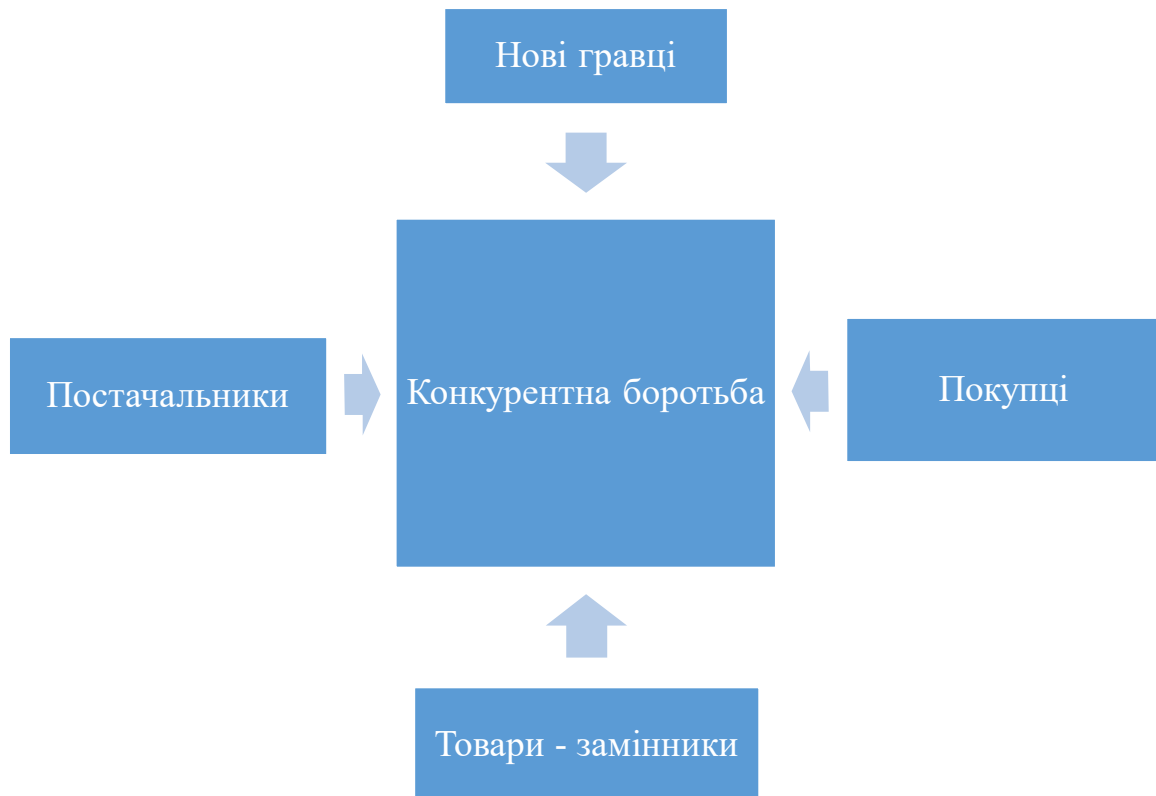 Нові гравці
Постачальники
Конкурентна боротьба
Покупці
Товари - замінники